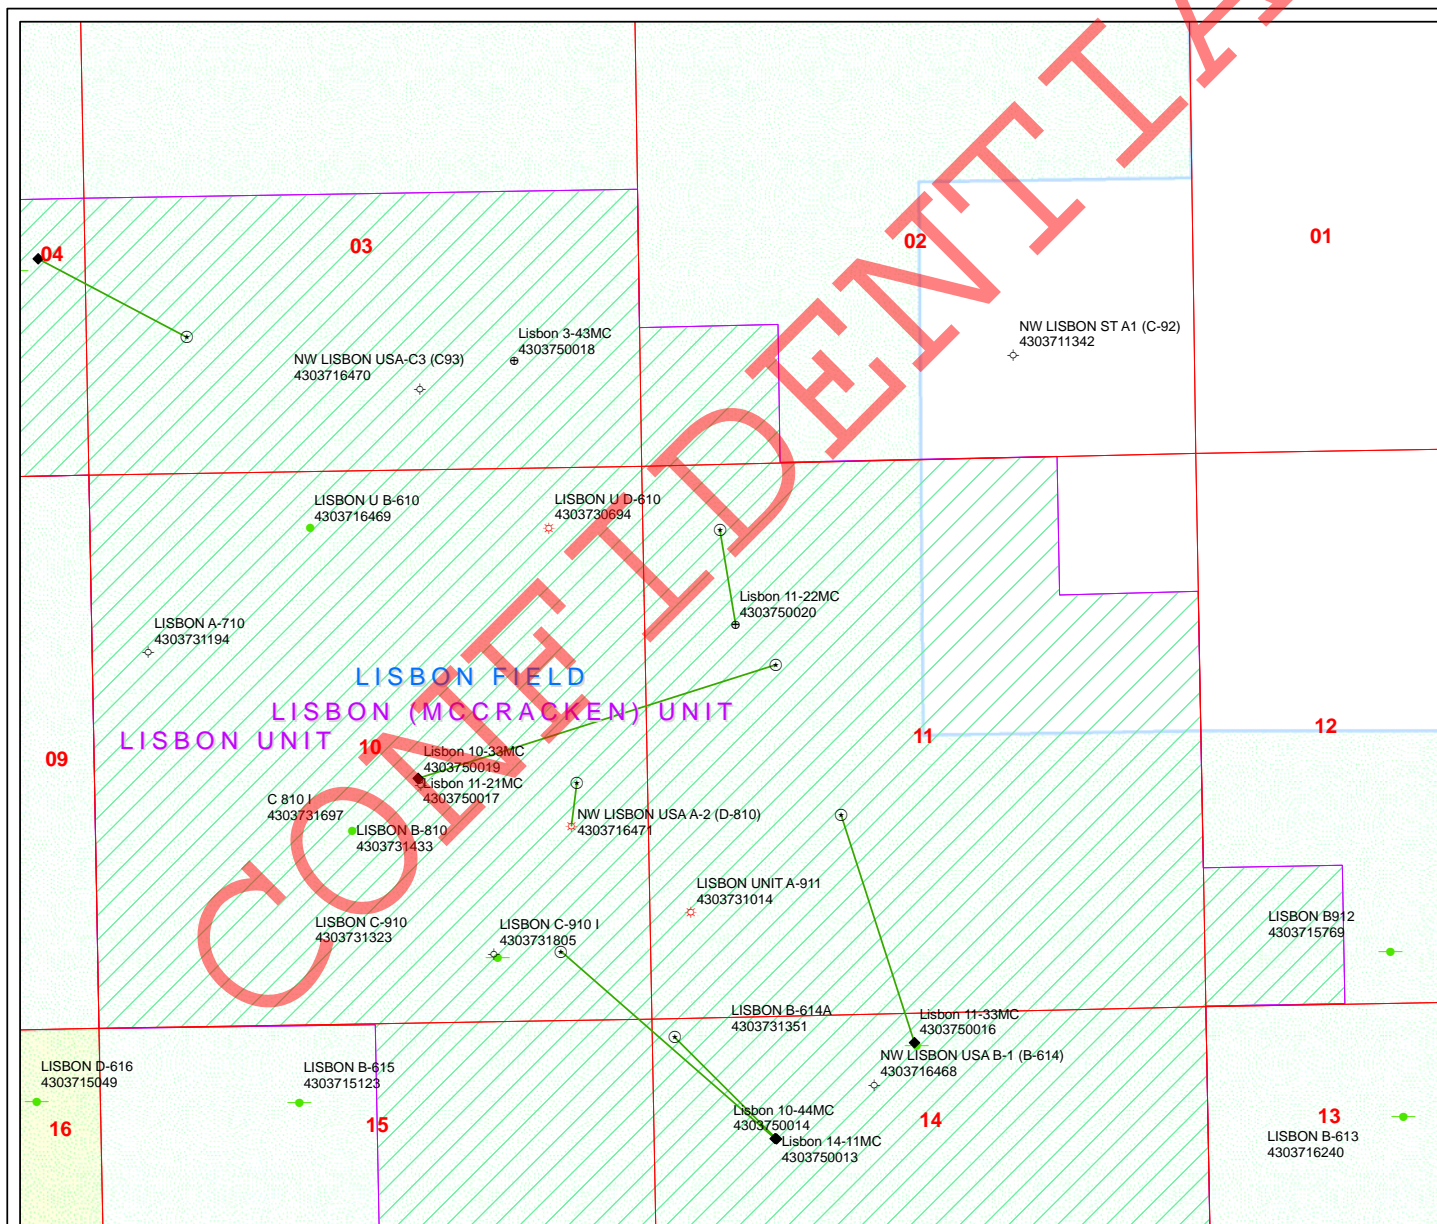 CONFIDENTIA
04
03
02
01
NW LISBON ST A1 (C-92)
4303711342
Lisbon 3-43MC
4303750018
NW LISBON USA-C3 (C93)
4303716470
LISBON U B-610
4303716469
LISBON U D-610
4303730694
Lisbon 11-22MC
4303750020
LISBON A-710
4303731194
LISBON FIELD
LISBON (MCCRACKEN) UNIT
LISBON UNIT
09
10
11
12
Lisbon 10-33MC
4303750019
Lisbon 11-21MC
4303750017
C 810 I
4303731697
LISBON B-810
4303731433
NW LISBON USA A-2 (D-810)
4303716471
LISBON UNIT A-911
4303731014
LISBON C-910
4303731323
LISBON C-910 I
4303731805
LISBON B912
4303715769
LISBON B-614A
4303731351
Lisbon 11-33MC
4303750016
NW LISBON USA B-1 (B-614)
4303716468
LISBON D-616
4303715049
LISBON B-615
4303715123
16
15
14
13
Lisbon 10-44MC
4303750014
Lisbon 14-11MC
4303750013
LISBON B-613
4303716240